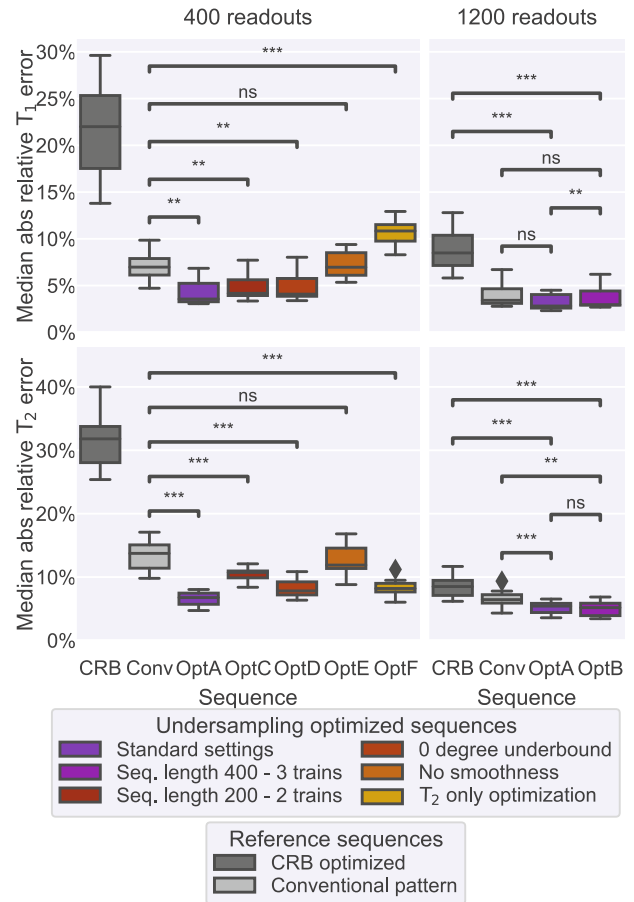 400 readouts
1200 readouts
Median abs relative T1 error
30%
25%
20%
15%
10%
5%
0%
***
ns
**
**
**
***
***
ns
**
ns
Median abs relative T2 error
40%
30%
20%
10%
0%
***
ns
***
***
***
***
***
**
ns
***
CRB Conv OptA OptC OptD OptE OptF
CRB Conv OptA OptB
Sequence
Sequence
Undersampling optimized sequences
Standard settings
Seq. length 400 - 3 trains
Seq. length 200 - 2 trains
0 degree underbound
No smoothness
T2 only optimization
Reference sequences
CRB optimized
Conventional pattern